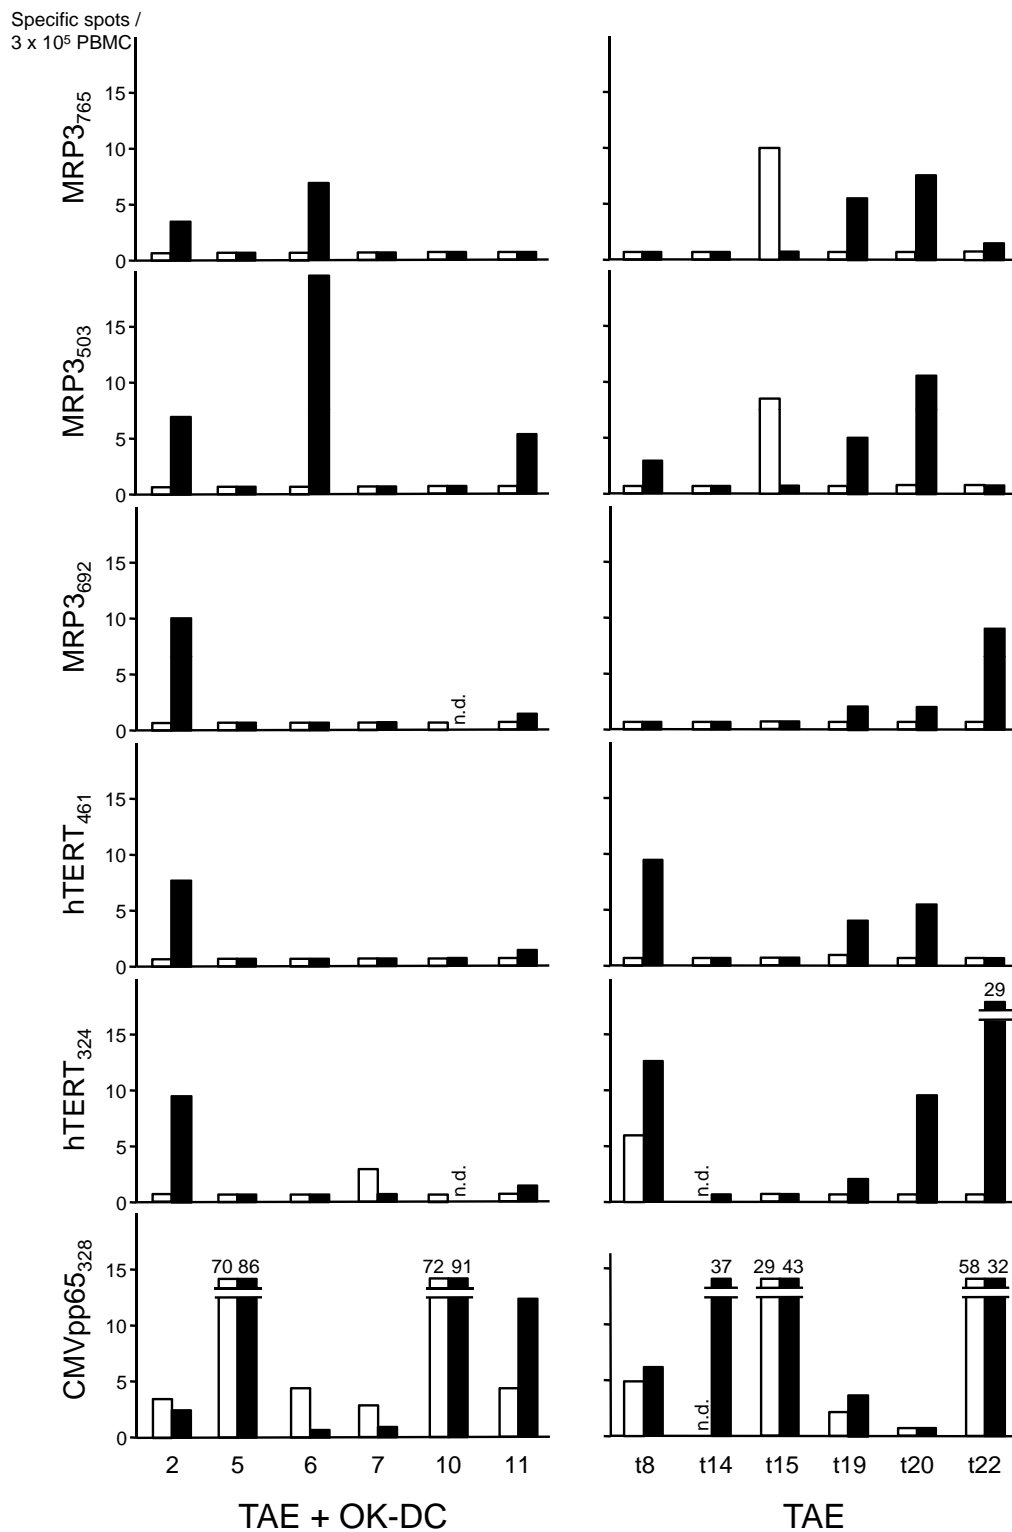 Specific spots /
3 x 10⁵ PBMC
MRP3₇₆₅
15
10
5
0
MRP3₅₀₃
15
10
5
0
MRP3₆₉₂
15
10
5
0
n.d.
hTERT₄₆₁
15
10
5
0
hTERT₃₂₄
15
10
5
0
n.d.
n.d.
29
CMVpp65₃₂₈
15
10
5
0
70 86
72 91
n.d.
37
29 43
58 32
2 5 6 7 10 11
t8 t14 t15 t19 t20 t22
TAE + OK-DC
TAE